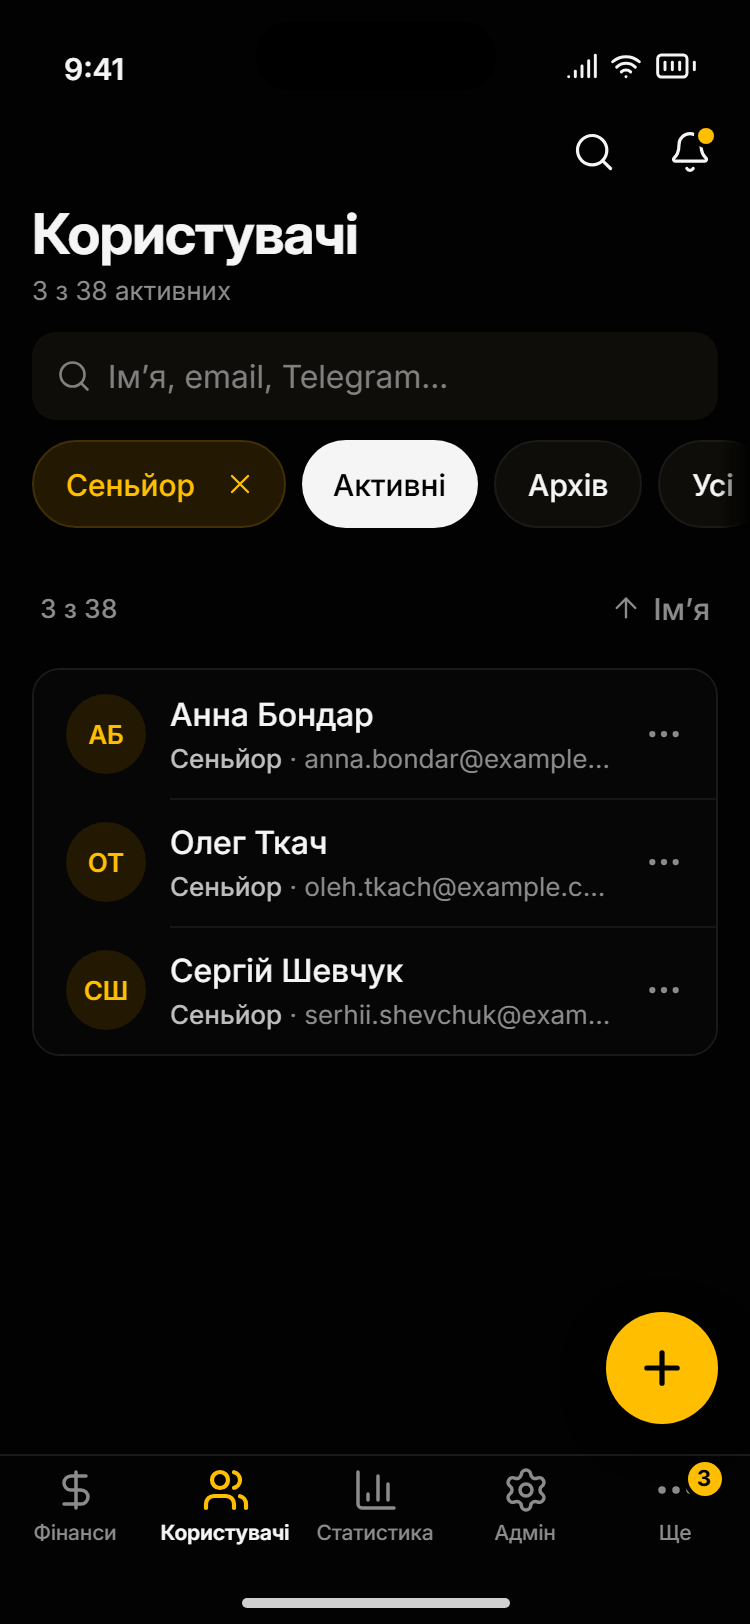 9:41
Користувачі
3 з 38 активних
Ім’я, email, Telegram...
Сеньйор
Активні
Архів
Усі
3 з 38
Ім’я
АБ
Анна Бондар
Сеньйор · anna.bondar@example...
ОТ
Олег Ткач
Сеньйор · oleh.tkach@example.c...
СШ
Сергій Шевчук
Сеньйор · serhii.shevchuk@exam...
3
Фінанси
Користувачі
Статистика
Адмін
Ще